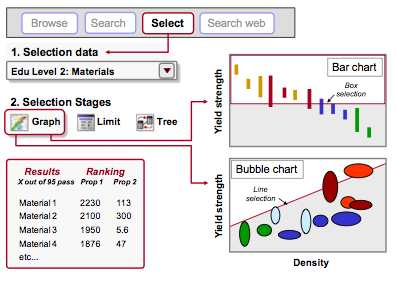 Browse Search Select Search web
1. Selection data
Edu Level 2: Materials
2. Selection Stages
Graph Limit Tree
Results Ranking
X out of 95 pass Prop 1 Prop 2
Material 1 2230 113
Material 2 2100 300
Material 3 1950 5.6
Material 4 1876 47
etc...
Yield strength
Bar chart
Box
selection
Yield strength
Bubble chart
Line
selection
Density